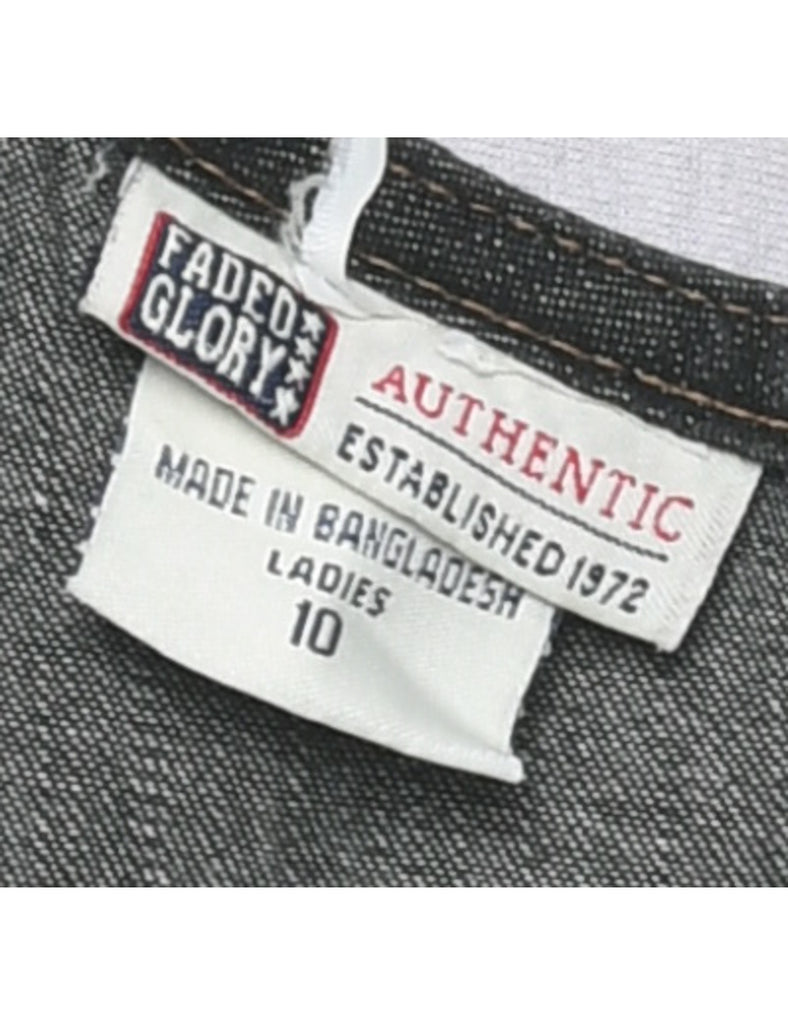 FADED
GLORY
AUTHENTIC
ESTABLISHED 1972
MADE IN BANGLADESH
LADIES
10